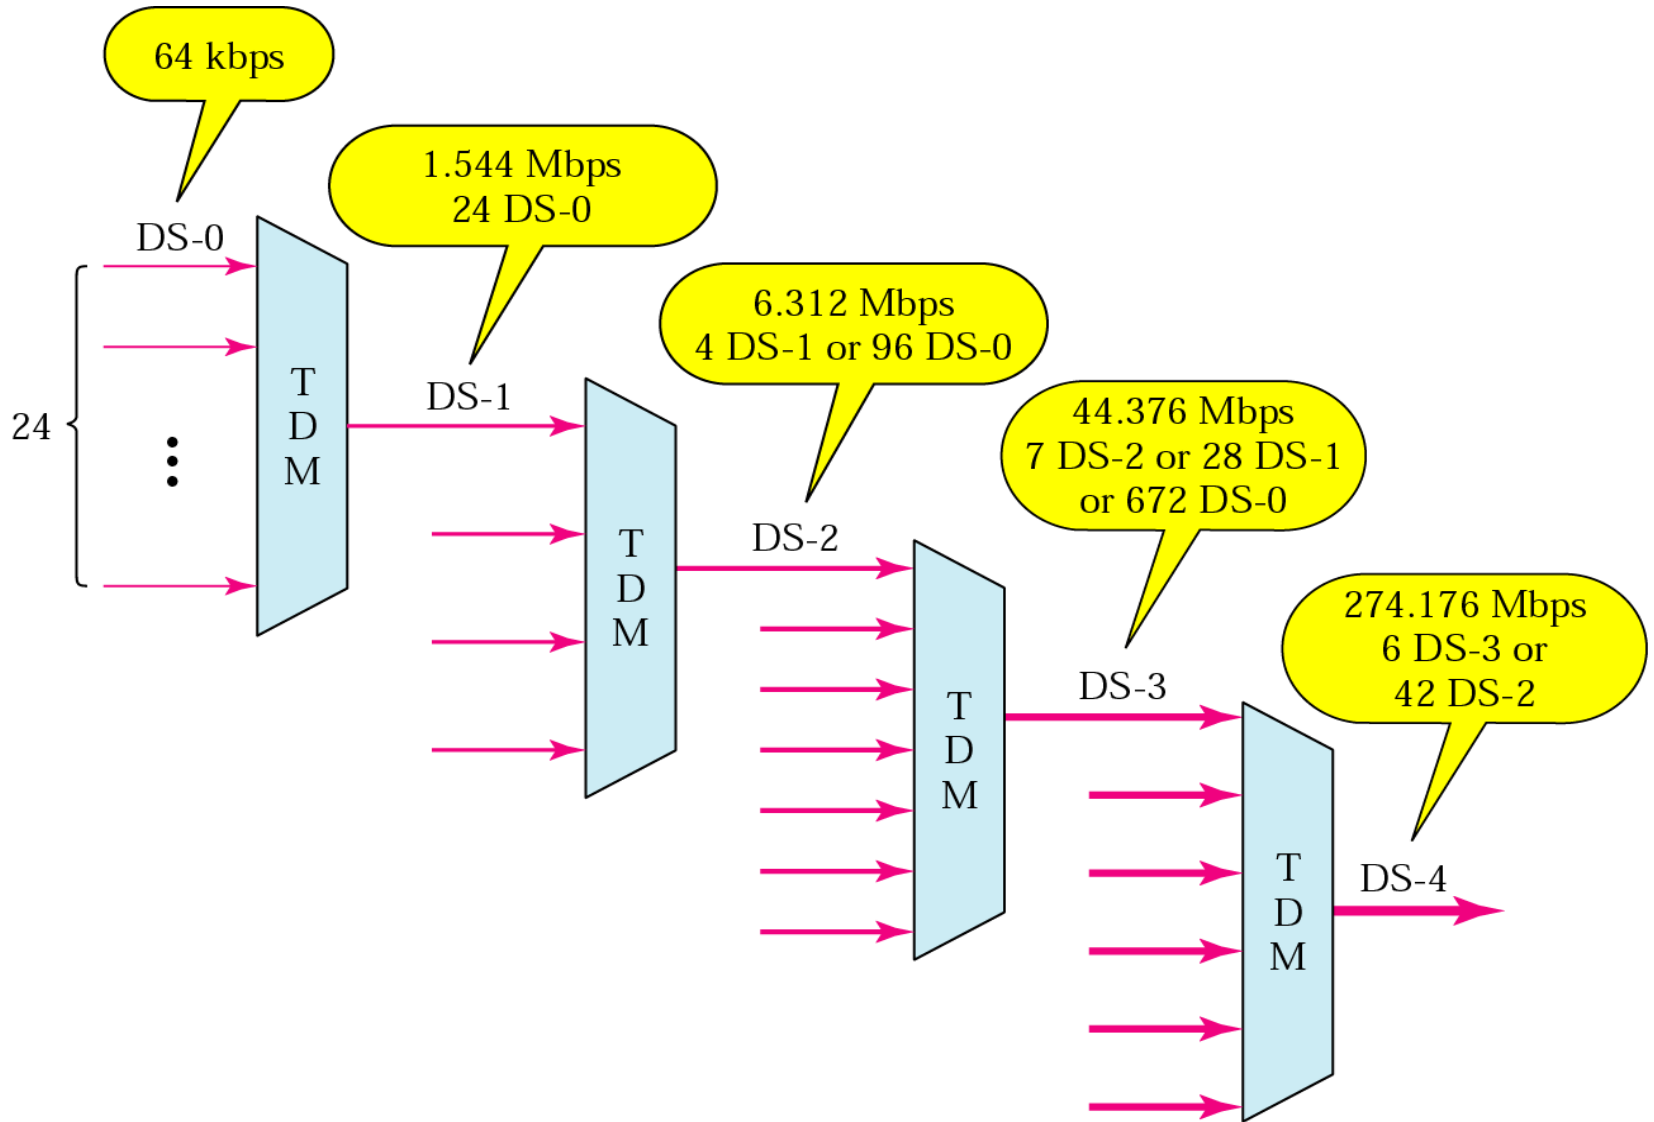 64 kbps
1.544 Mbps
24 DS-0
DS-0
6.312 Mbps
4 DS-1 or 96 DS-0
24
T
D
M
DS-1
44.376 Mbps
7 DS-2 or 28 DS-1
or 672 DS-0
T
D
M
DS-2
274.176 Mbps
6 DS-3 or
42 DS-2
T
D
M
DS-3
T
D
M
DS-4